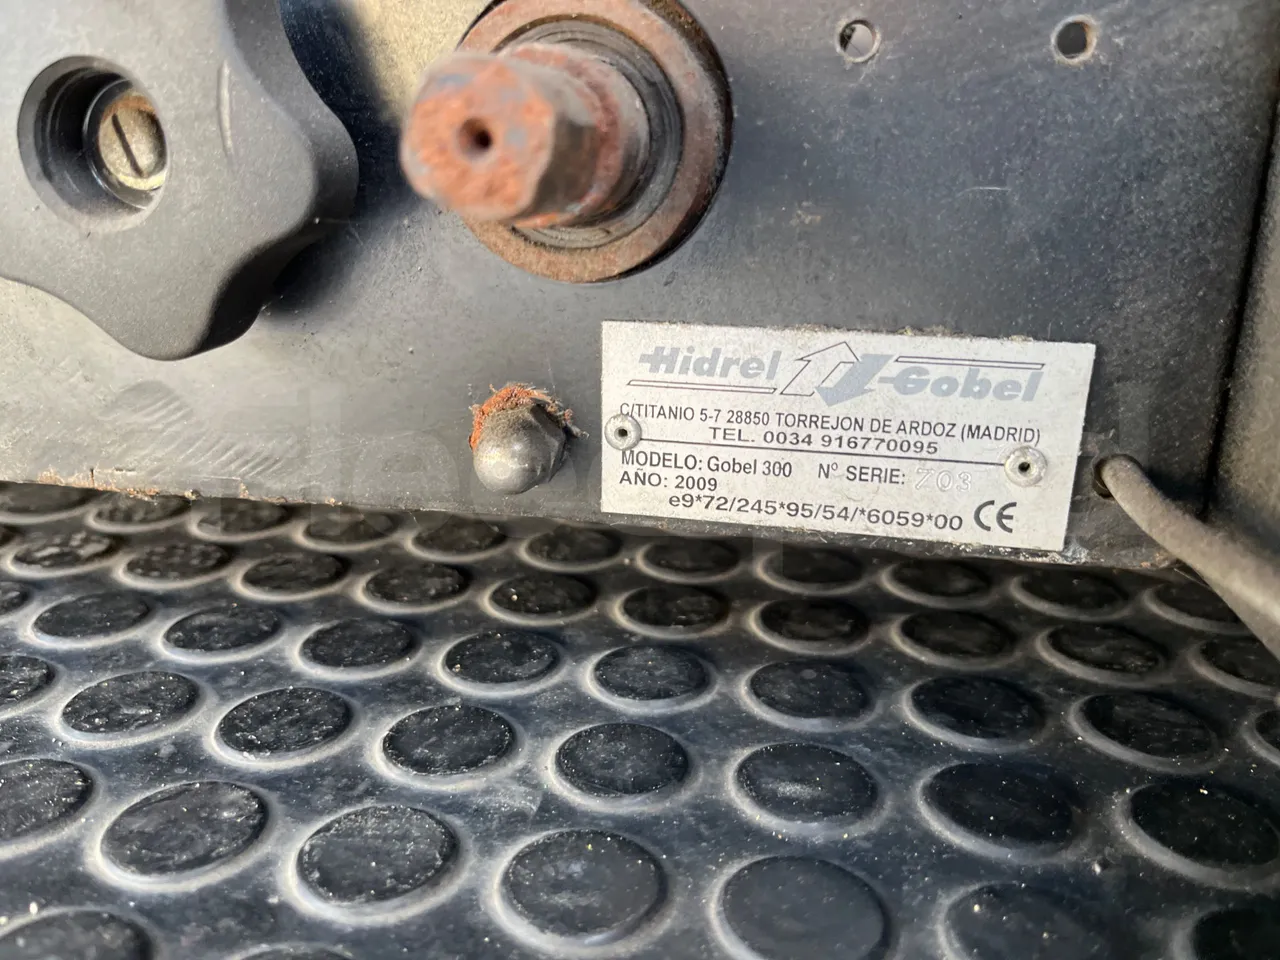 Hidrel Gobel
C/TITANIO 5-7 28850 TORREJON DE ARDOZ (MADRID)
TEL. 0034 916770095
MODELO: Gobel 300 Nº SERIE: Z03
AÑO: 2009
e9*72/245*95/54/*6059*00 CE